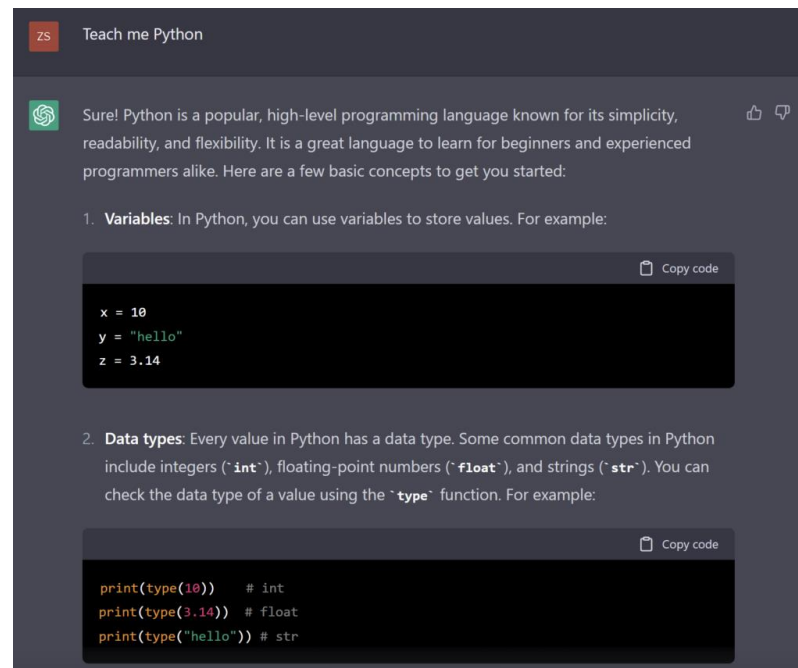 ZS Teach me Python
Sure! Python is a popular, high-level programming language known for its simplicity,
readability, and flexibility. It is a great language to learn for beginners and experienced
programmers alike. Here are a few basic concepts to get you started:
1. Variables: In Python, you can use variables to store values. For example:
Copy code
x = 10
y = "hello"
z = 3.14
2. Data types: Every value in Python has a data type. Some common data types in Python
include integers (`int`), floating-point numbers (`float`), and strings (`str`). You can
check the data type of a value using the `type` function. For example:
Copy code
print(type(10))    # int
print(type(3.14))  # float
print(type("hello")) # str